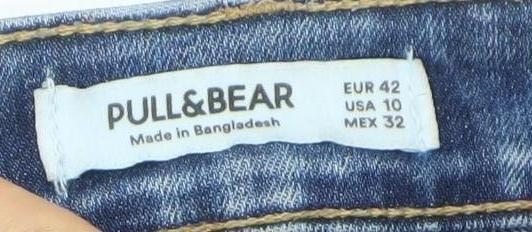 PULL&BEAR
Made in Bangladesh
EUR 42
USA 10
MEX 32